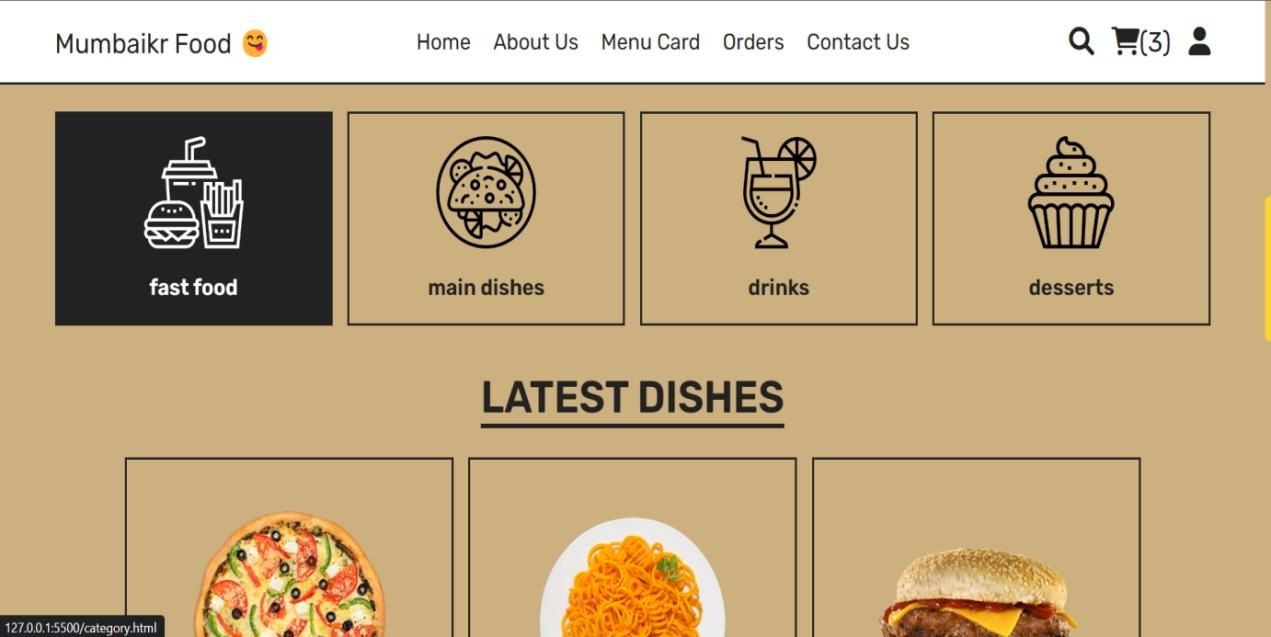 Mumbaikr Food 😋
Home About Us Menu Card Orders Contact Us
(3)
fast food
main dishes
drinks
desserts
LATEST DISHES
127.0.0.1:5500/category.html